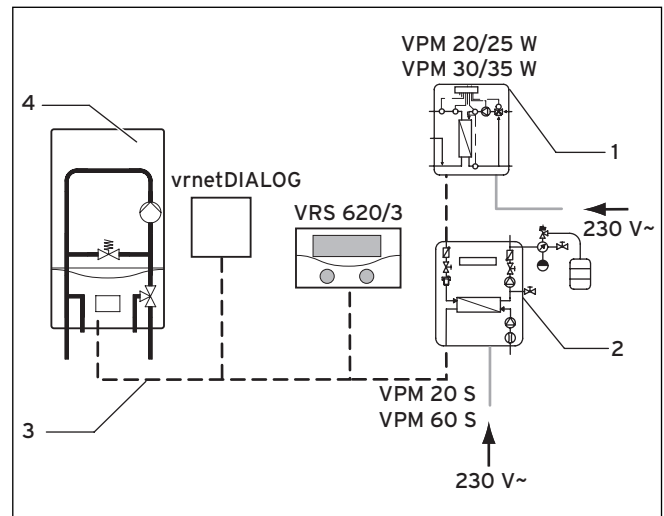 VPM 20/25 W
VPM 30/35 W
4
1
vrnetDIALOG
VRS 620/3
230 V~
2
3
VPM 20 S
VPM 60 S
230 V~